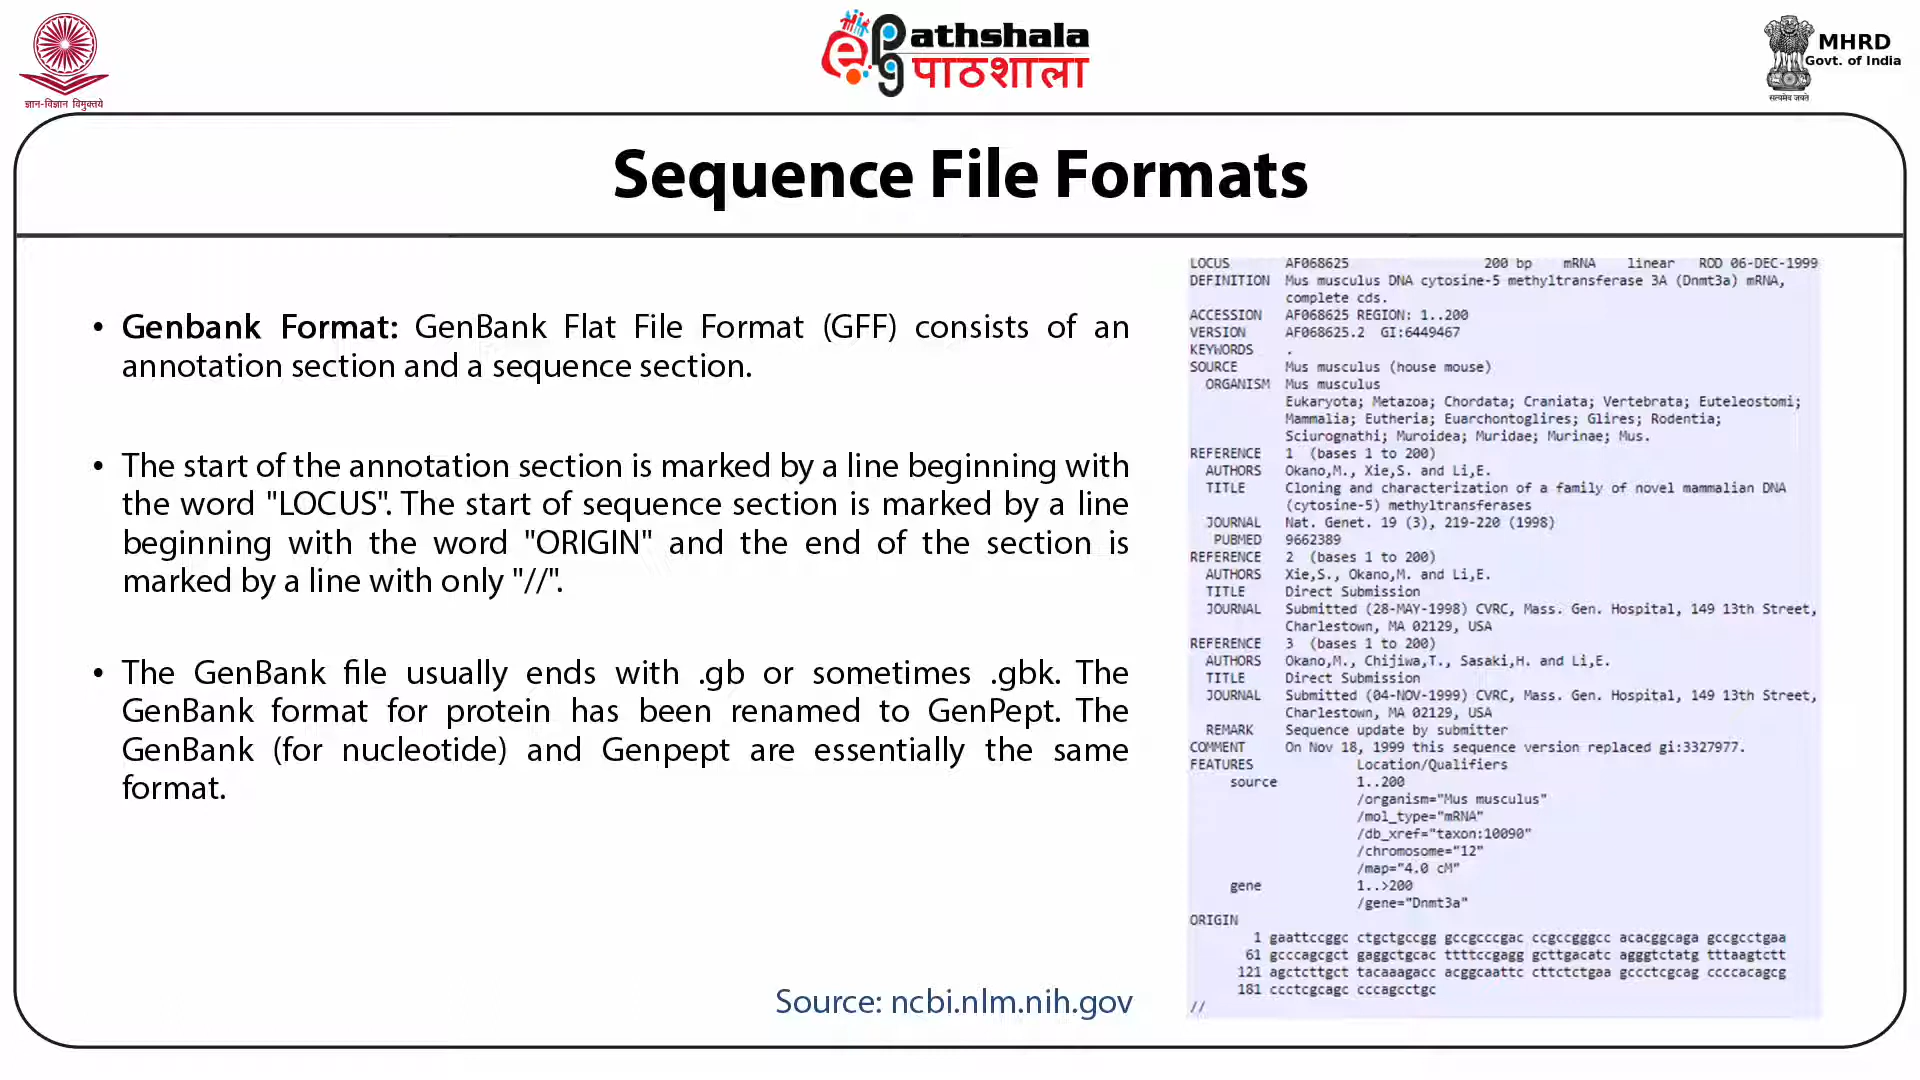 ज्ञान-विज्ञान विमुक्तये
ePathshala
पाठशाला
MHRD
Govt. of India
सत्यमेव जयते
Sequence File Formats
• Genbank Format: GenBank Flat File Format (GFF) consists of an
annotation section and a sequence section.
• The start of the annotation section is marked by a line beginning with
the word "LOCUS". The start of sequence section is marked by a line
beginning with the word "ORIGIN" and the end of the section is
marked by a line with only "//".
• The GenBank file usually ends with .gb or sometimes .gbk. The
GenBank format for protein has been renamed to GenPept. The
GenBank (for nucleotide) and Genpept are essentially the same
format.
Source: ncbi.nlm.nih.gov
LOCUS AF068625 200 bp mRNA linear ROD 06-DEC-1999
DEFINITION Mus musculus DNA cytosine-5 methyltransferase 3A (Dnmt3a) mRNA,
complete cds.
ACCESSION AF068625 REGION: 1..200
VERSION AF068625.2 GI:6449467
KEYWORDS .
SOURCE Mus musculus (house mouse)
ORGANISM Mus musculus
Eukaryota; Metazoa; Chordata; Craniata; Vertebrata; Euteleostomi;
Mammalia; Eutheria; Euarchontoglires; Glires; Rodentia;
Sciurognathi; Muroidea; Muridae; Murinae; Mus.
REFERENCE 1 (bases 1 to 200)
AUTHORS Okano,M., Xie,S. and Li,E.
TITLE Cloning and characterization of a family of novel mammalian DNA
(cytosine-5) methyltransferases
JOURNAL Nat. Genet. 19 (3), 219-220 (1998)
PUBMED 9662389
REFERENCE 2 (bases 1 to 200)
AUTHORS Xie,S., Okano,M. and Li,E.
TITLE Direct Submission
JOURNAL Submitted (28-MAY-1998) CVRC, Mass. Gen. Hospital, 149 13th Street,
Charlestown, MA 02129, USA
REFERENCE 3 (bases 1 to 200)
AUTHORS Okano,M., Chijiwa,T., Sasaki,H. and Li,E.
TITLE Direct Submission
JOURNAL Submitted (04-NOV-1999) CVRC, Mass. Gen. Hospital, 149 13th Street,
Charlestown, MA 02129, USA
REMARK Sequence update by submitter
COMMENT On Nov 18, 1999 this sequence version replaced gi:3327977.
FEATURES Location/Qualifiers
source 1..200
/organism="Mus musculus"
/mol_type="mRNA"
/db_xref="taxon:10090"
/chromosome="12"
/map="4.0 cM"
gene 1..>200
/gene="Dnmt3a"
ORIGIN
1 gaattccggc ctgctgccgg gccgcccgac ccgccgggcc acacggcaga gccgcctgaa
61 gcccagcgct gaggctgcac ttttccgagg gcttgacatc agggtctatg tttaagtctt
121 agctcttgct tacaaagacc acggcaattc cttctctgaa gccctcgcag ccccacagcg
181 ccctcgcagc cccagcctgc
//